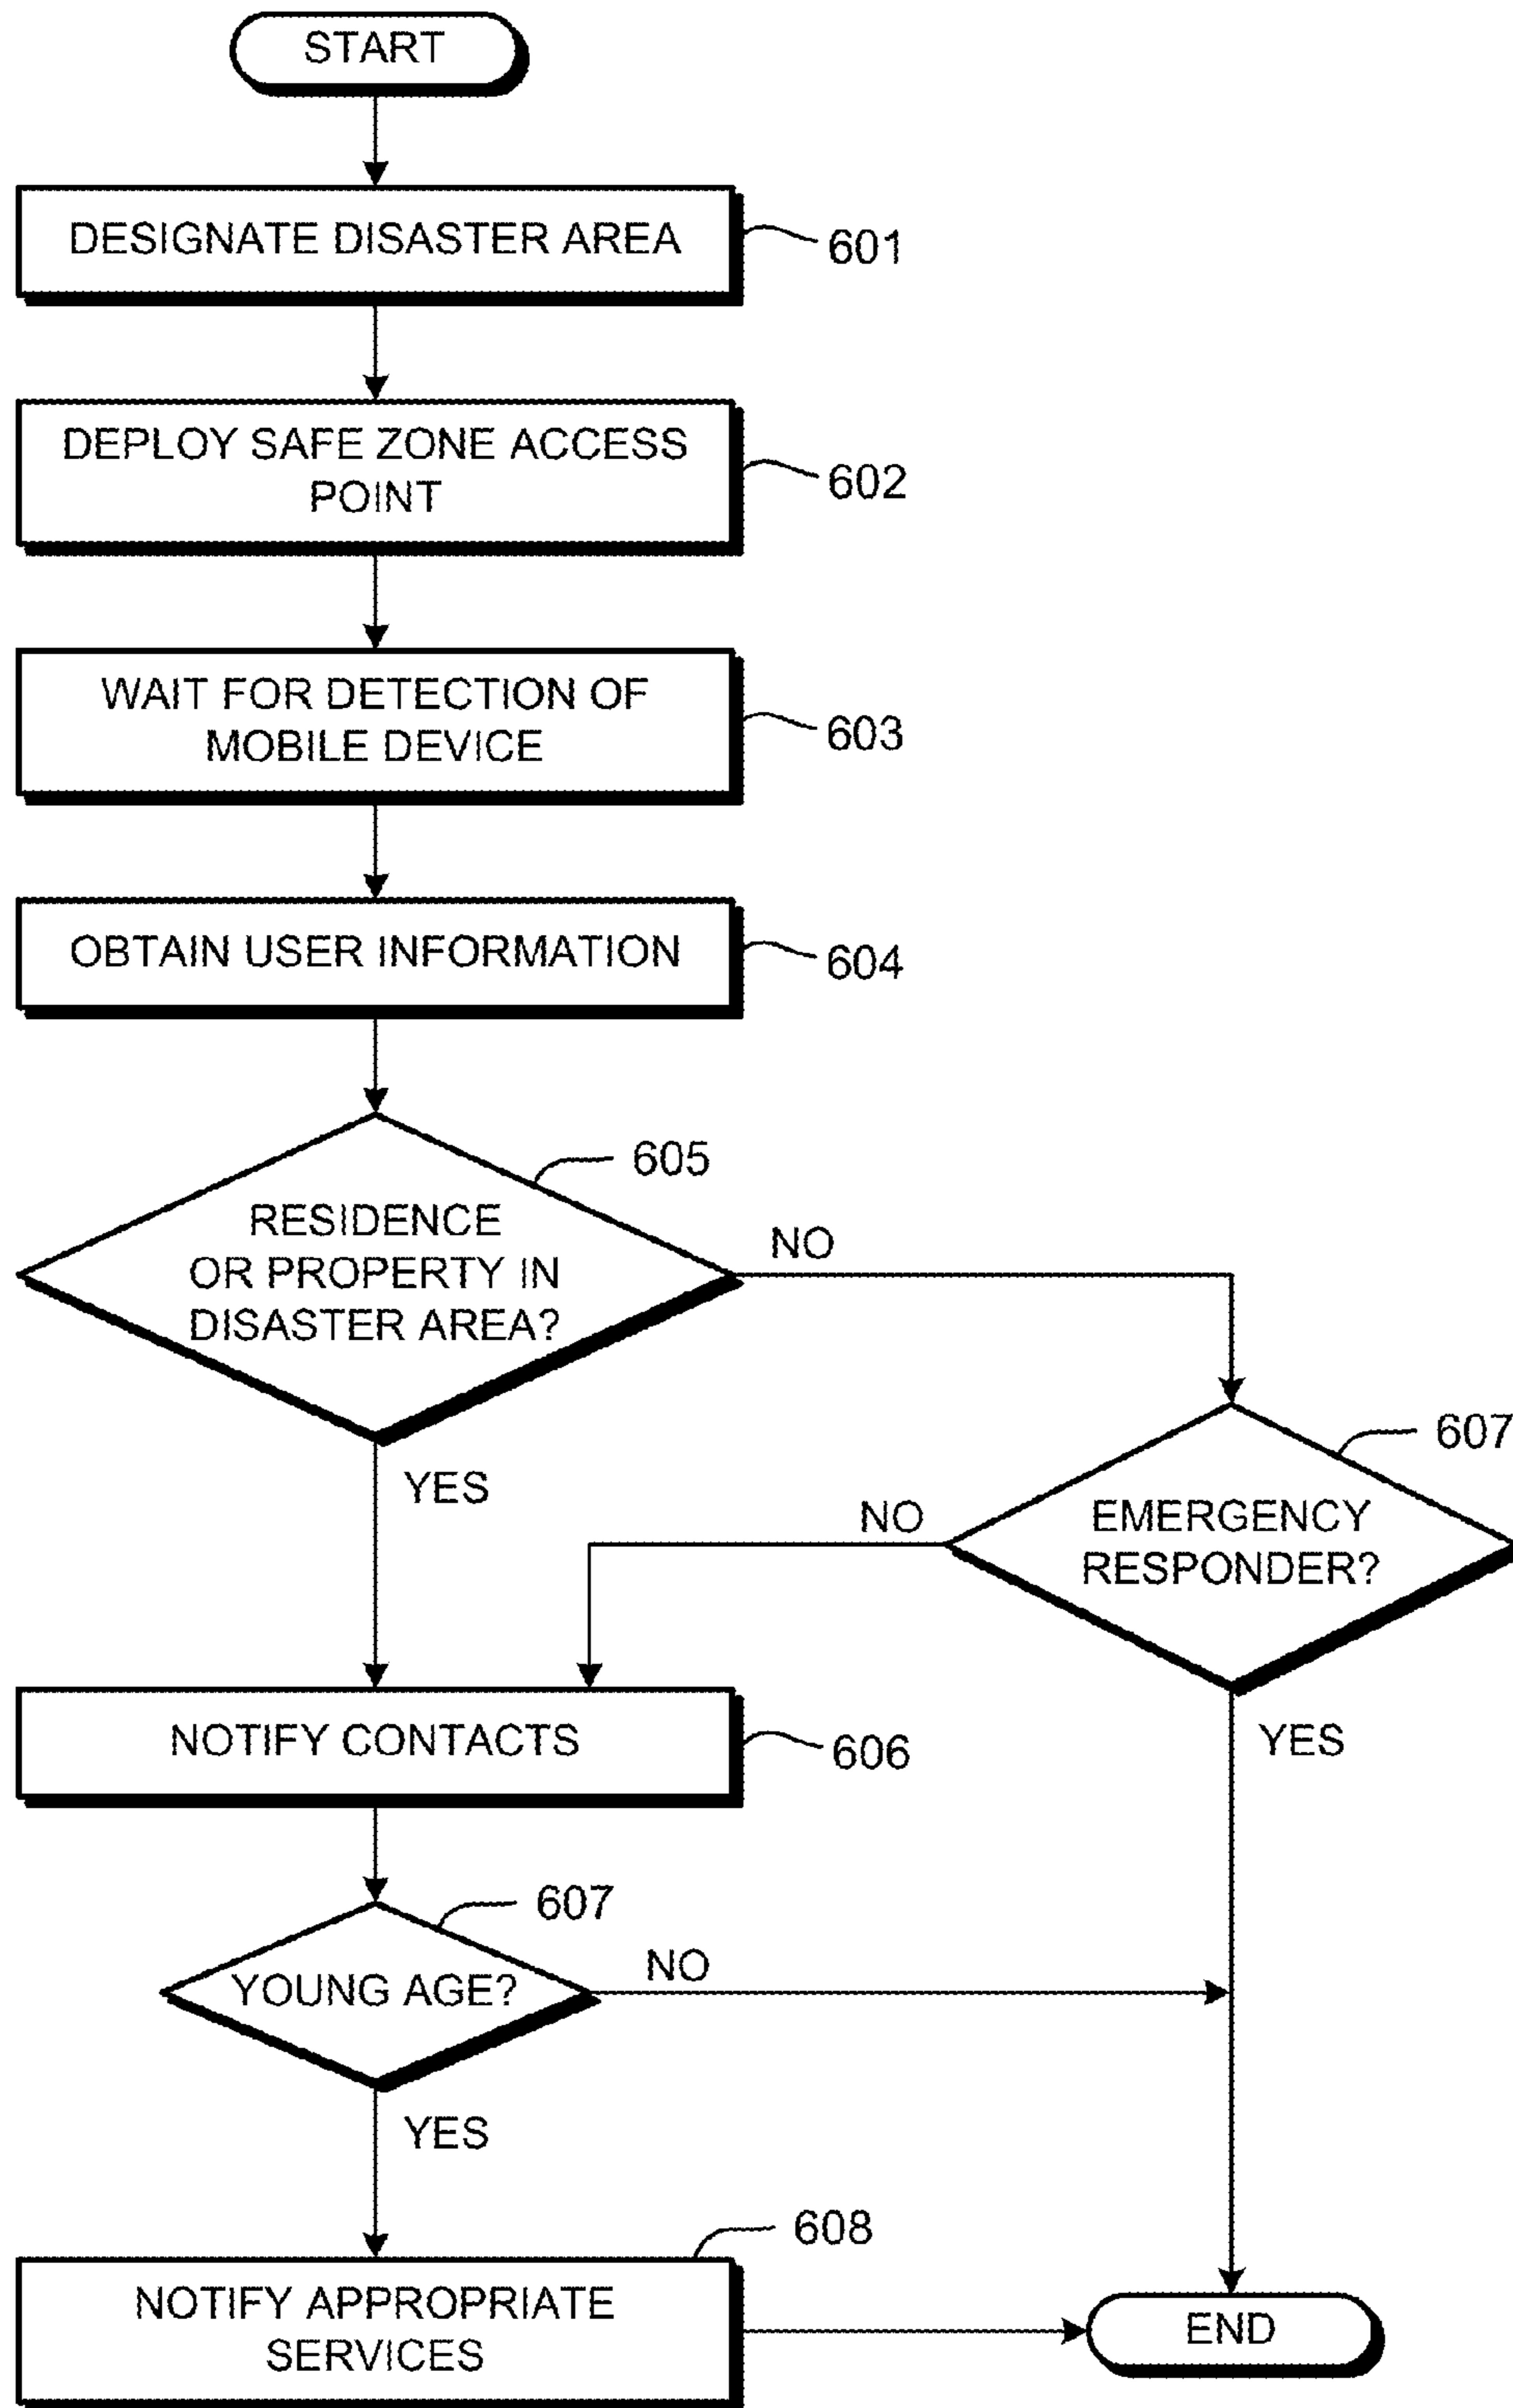 START
DESIGNATE DISASTER AREA
601
DEPLOY SAFE ZONE ACCESS
POINT
602
WAIT FOR DETECTION OF
MOBILE DEVICE
603
OBTAIN USER INFORMATION
604
605
RESIDENCE
OR PROPERTY IN
DISASTER AREA?
NO
YES
607
EMERGENCY
RESPONDER?
NO
YES
NOTIFY CONTACTS
606
607
YOUNG AGE?
NO
YES
608
NOTIFY APPROPRIATE
SERVICES
END